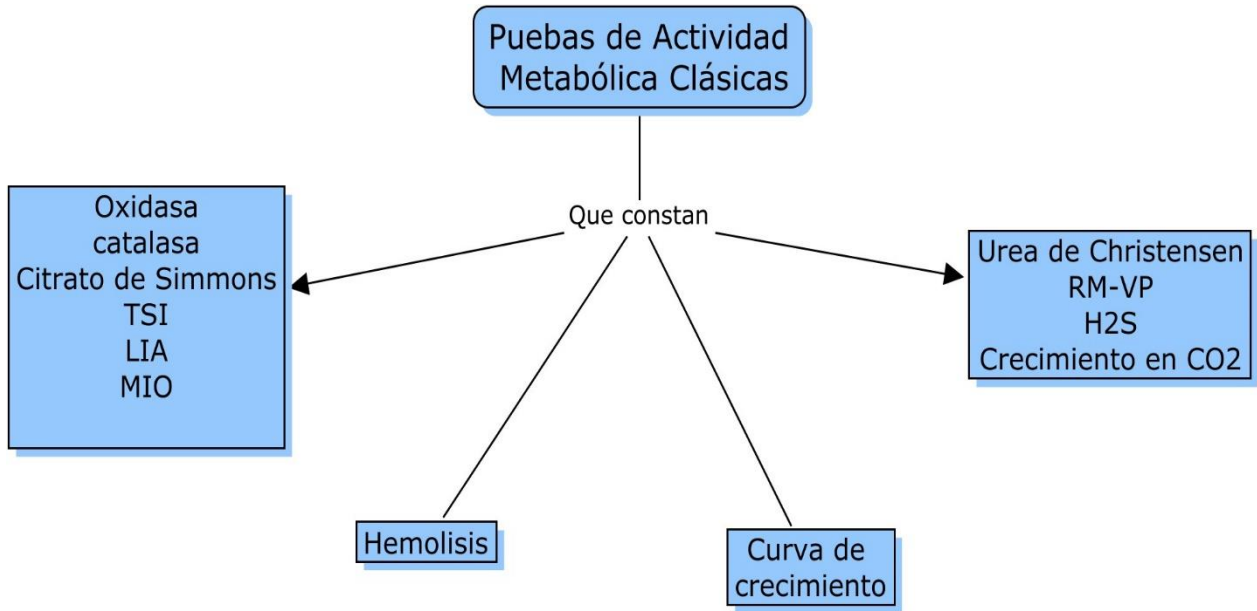 Puebas de Actividad
Metabólica Clásicas
Que constan
Oxidasa
catalasa
Citrato de Simmons
TSI
LIA
MIO
Urea de Christensen
RM-VP
H2S
Crecimiento en CO2
Hemolisis
Curva de
crecimiento